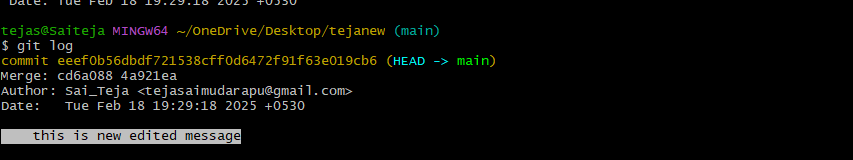 Date: Tue Feb 18 19:29:18 2025 +0530
tejas@Saiteja MINGW64 ~/OneDrive/Desktop/tejanew (main)
$ git log
commit eeef0b56dbdf721538cff0d6472f91f63e019cb6 (HEAD -> main)
Merge: cd6a088 4a921ea
Author: Sai_Teja <tejasaimudarapu@gmail.com>
Date:   Tue Feb 18 19:29:18 2025 +0530
    this is new edited message